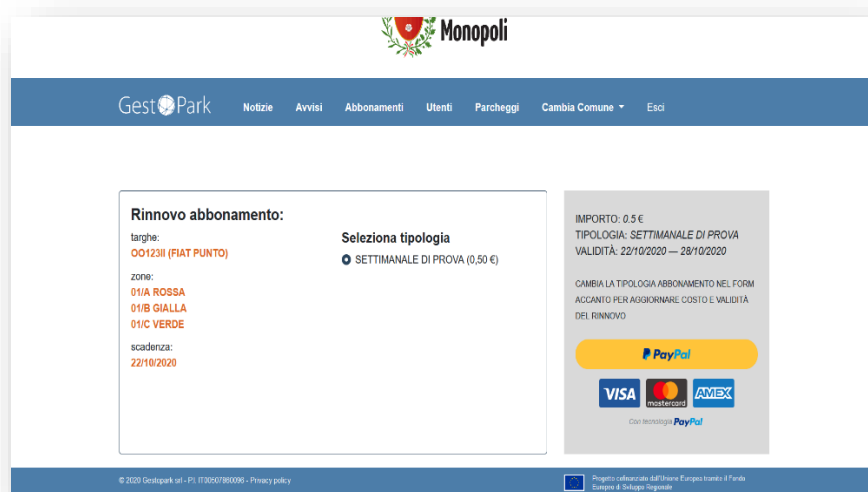 Monopoli
GestoPark
Notizie Avvisi Abbonamenti Utenti Parcheggi Cambia Comune Esci
Rinnovo abbonamento:
targhe:
OO123II (FIAT PUNTO)
zone:
01/A ROSSA
01/B GIALLA
01/C VERDE
scadenza:
22/10/2020
Seleziona tipologia
SETTIMANALE DI PROVA (0,50 €)
IMPORTO: 0.5 €
TIPOLOGIA: SETTIMANALE DI PROVA
VALIDITÀ: 22/10/2020 — 28/10/2020
CAMBIA LA TIPOLOGIA ABBONAMENTO NEL FORM
ACCANTO PER AGGIORNARE COSTO E VALIDITÀ
DEL RINNOVO
PayPal
VISA mastercard AMEX
Con tecnologia PayPal
© 2020 Gestopark srl - P.I. IT00507860096 - Privacy policy
Progetto cofinanziato dall'Unione Europea tramite il Fondo
Europeo di Sviluppo Regionale